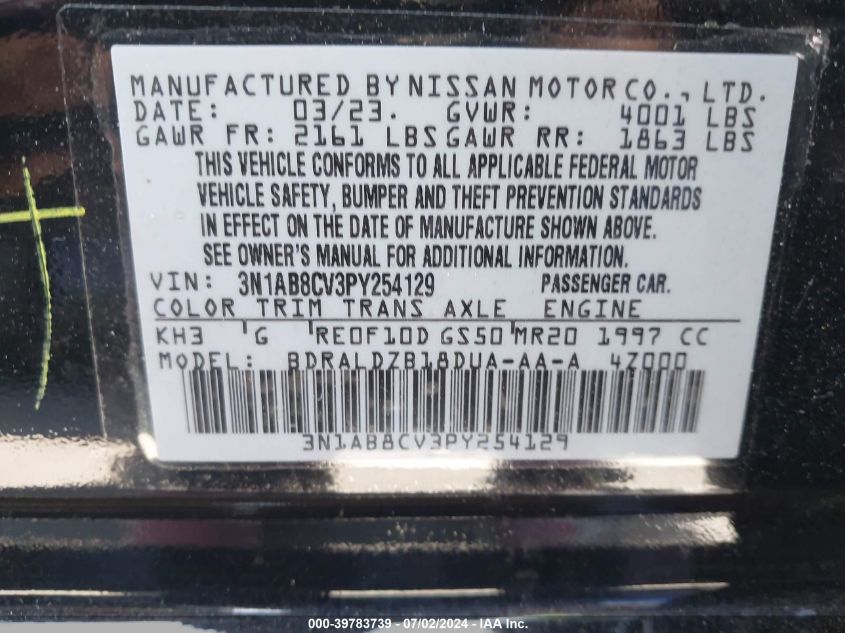 MANUFACTURED BY NISSAN MOTOR CO., LTD.
DATE: 03/23. GVWR: 4001 LBS
GAWR FR: 2161 LBS GAWR RR: 1863 LBS
THIS VEHICLE CONFORMS TO ALL APPLICABLE FEDERAL MOTOR
VEHICLE SAFETY, BUMPER AND THEFT PREVENTION STANDARDS
IN EFFECT ON THE DATE OF MANUFACTURE SHOWN ABOVE.
SEE OWNER'S MANUAL FOR ADDITIONAL INFORMATION.
VIN: 3N1AB8CV3PY254129 PASSENGER CAR.
COLOR TRIM TRANS AXLE ENGINE
KH3 G RE0F10D GS50 MR20 1997 CC
MODEL: BDRALDZB18DUA-AA-A 4Z000
3N1AB8CV3PY254129
000-39783739 - 07/02/2024 - IAA Inc.